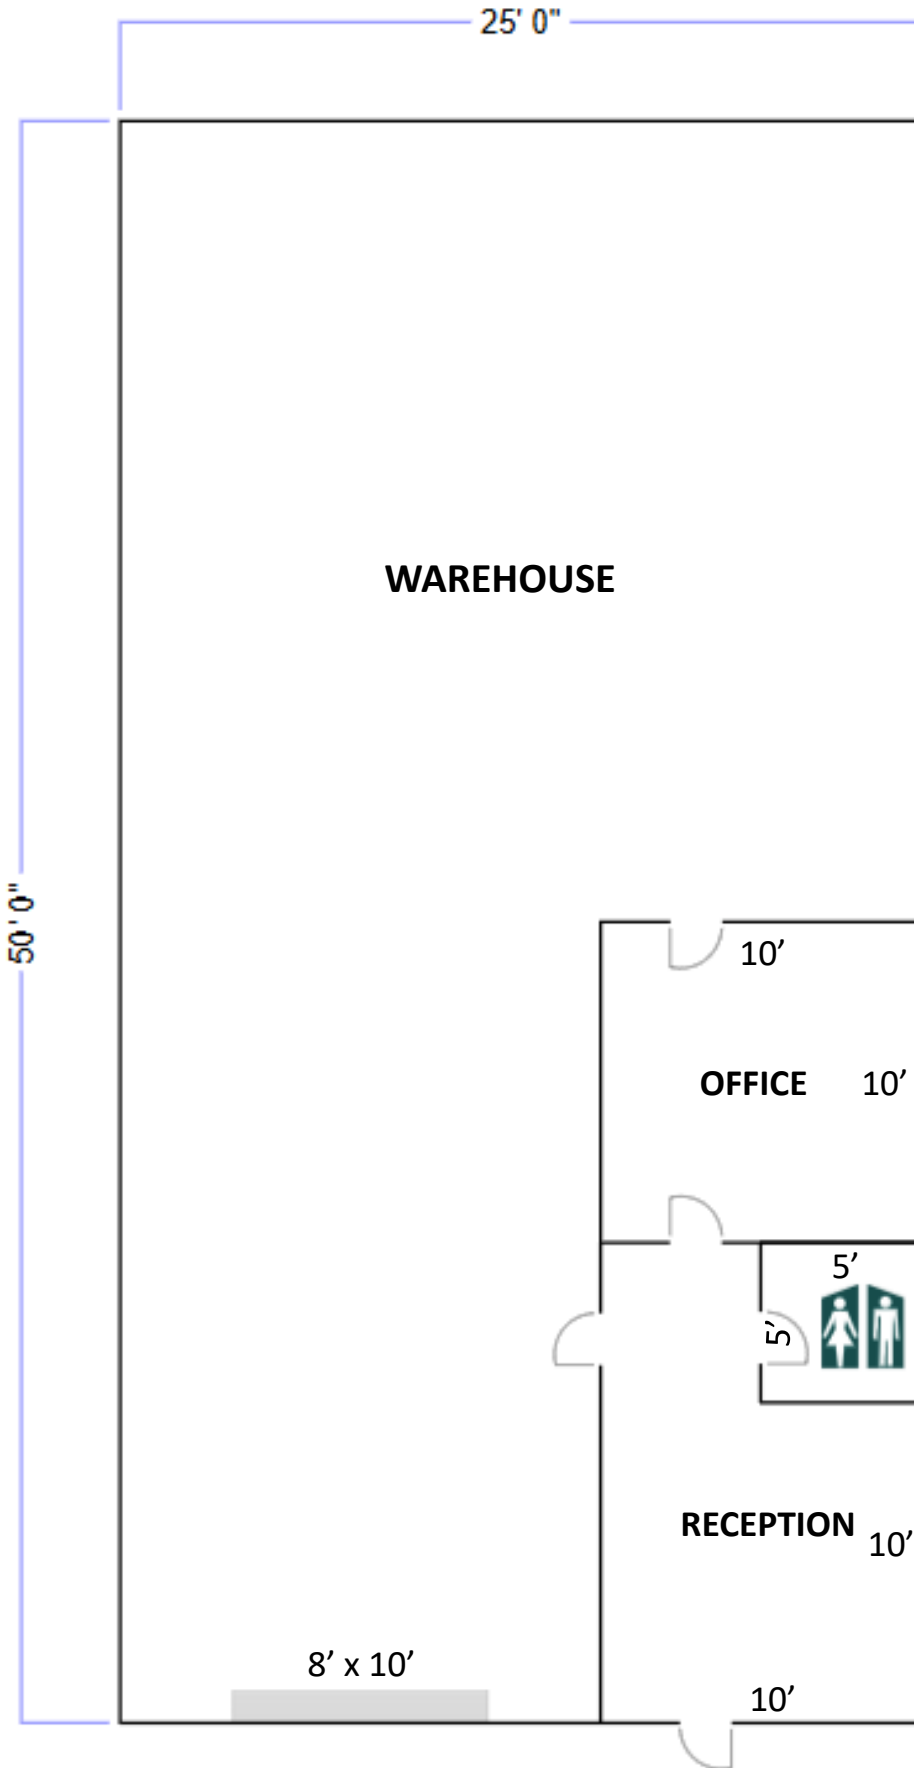 25' 0"
50' 0"
WAREHOUSE
10’
OFFICE
10’
5’
5’
RECEPTION
10’
8’ x 10’
10’